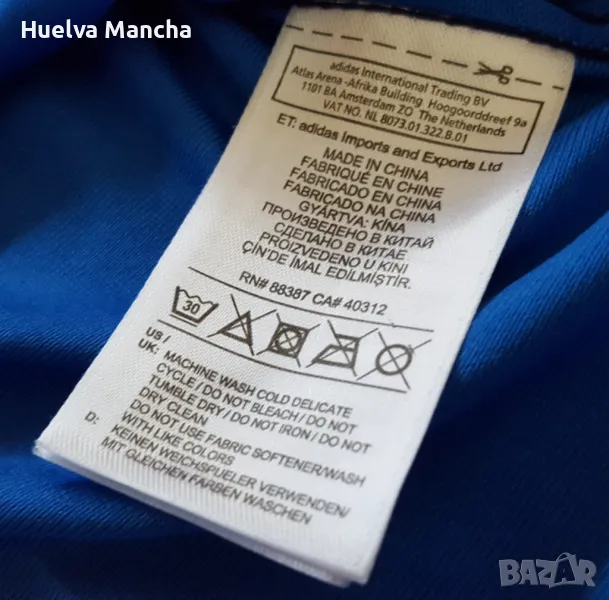 Huelva Mancha
adidas International Trading BV
Atlas Arena -Afrika Building Hoogoorddreef 9a
1101 BA Amsterdam ZO The Netherlands
VAT NO. NL 8073.01.322.B.01
ET: adidas Imports and Exports Ltd
MADE IN CHINA
FABRIQUÉ EN CHINE
FABRICADO EN CHINA
FABRICADO NA CHINA
GYÁRTVA: KÍNA
ПРОИЗВЕДЕНО В КИТАЙ
СДЕЛАНО В КИТАЕ
PROIZVEDENO U KINI
ÇİN'DE İMAL EDİLMİŞTİR.
RN# 88387 CA# 40312
30
US /
UK: MACHINE WASH COLD DELICATE
CYCLE / DO NOT BLEACH / DO NOT
TUMBLE DRY / DO NOT IRON / DO NOT
DRY CLEAN
DO NOT USE FABRIC SOFTENER/WASH
WITH LIKE COLORS
D: KEINEN WEICHSPUELER VERWENDEN/
MIT GLEICHEN FARBEN WASCHEN
BAZAR
bg